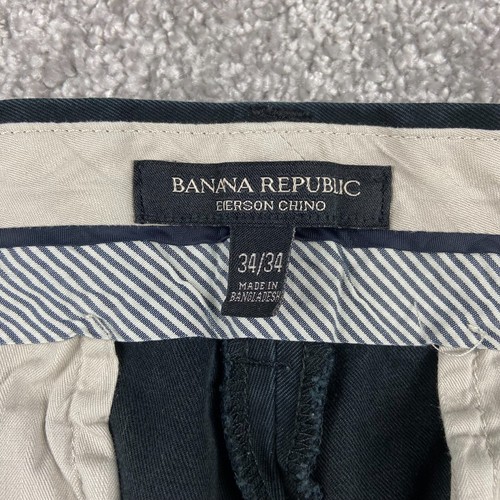 BANANA REPUBLIC
EMERSON CHINO
34/34
MADE IN
BANGLADESH